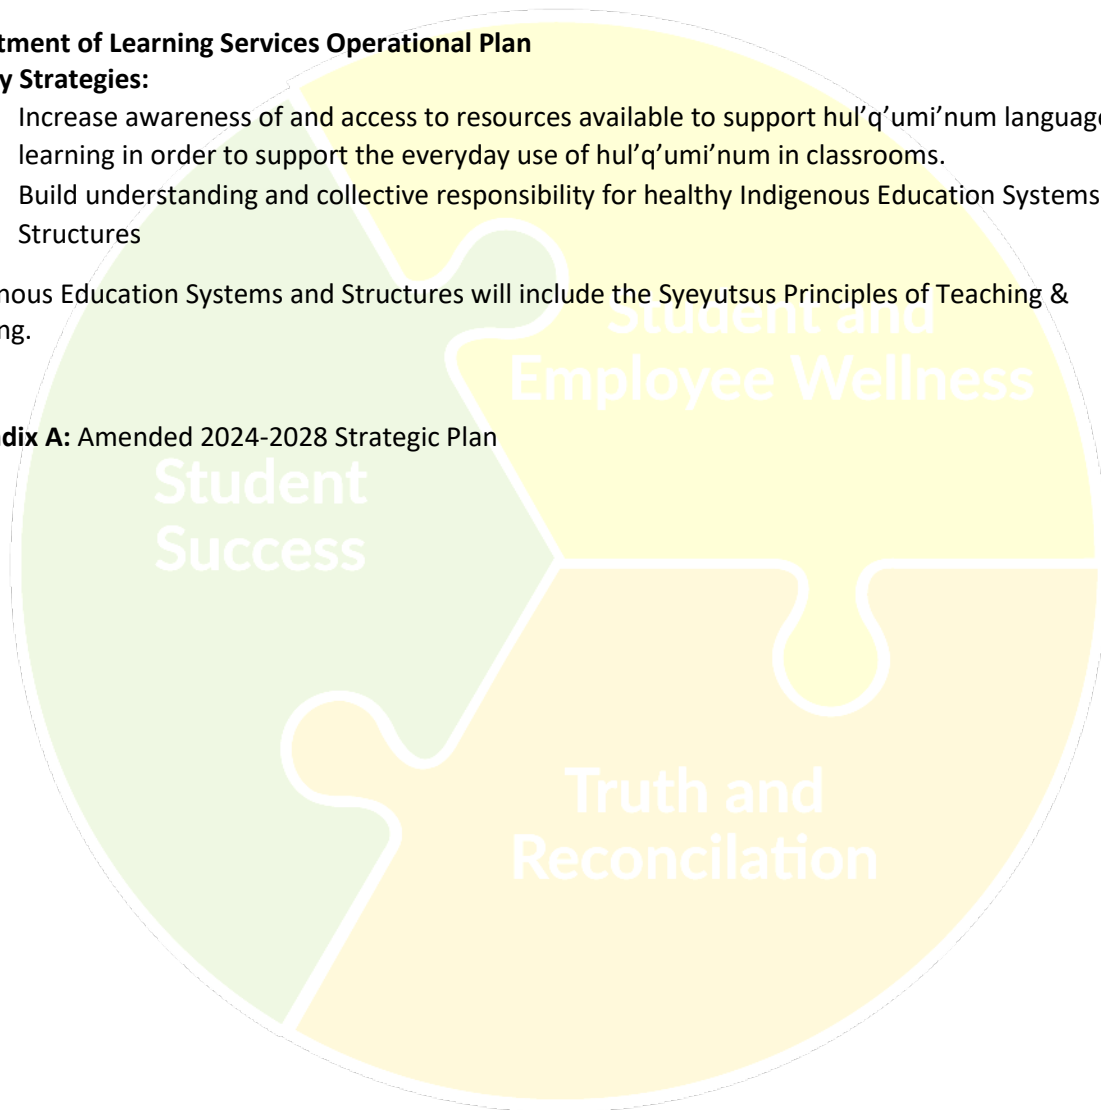 tment of Learning Services Operational Plan
y Strategies:
Increase awareness of and access to resources available to support hul’q’umi’num language
learning in order to support the everyday use of hul’q’umi’num in classrooms.
Build understanding and collective responsibility for healthy Indigenous Education Systems
Structures
nous Education Systems and Structures will include the Syeyutsus Principles of Teaching &
ng.
Student and
Employee Wellness
dix A: Amended 2024-2028 Strategic Plan
Student
Success
Truth and
Reconcilation